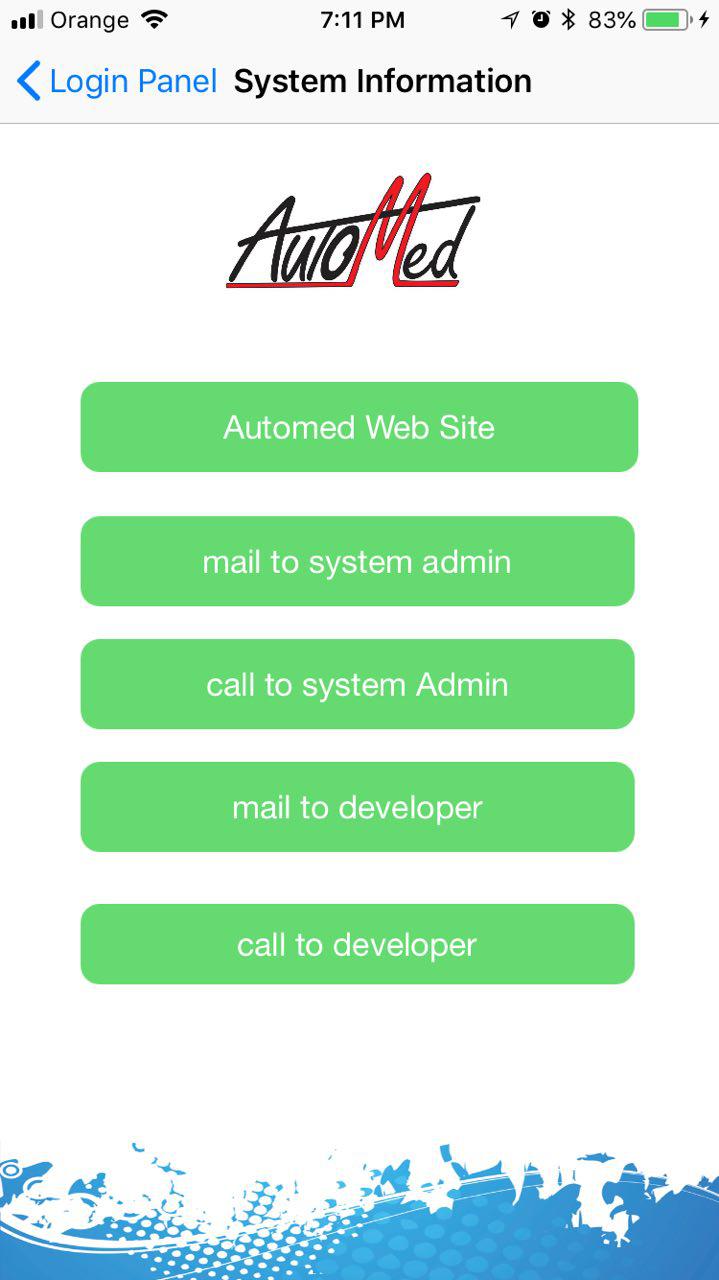 Orange 7:11 PM 83%
Login Panel System Information
AutoMed
Automed Web Site
mail to system admin
call to system Admin
mail to developer
call to developer